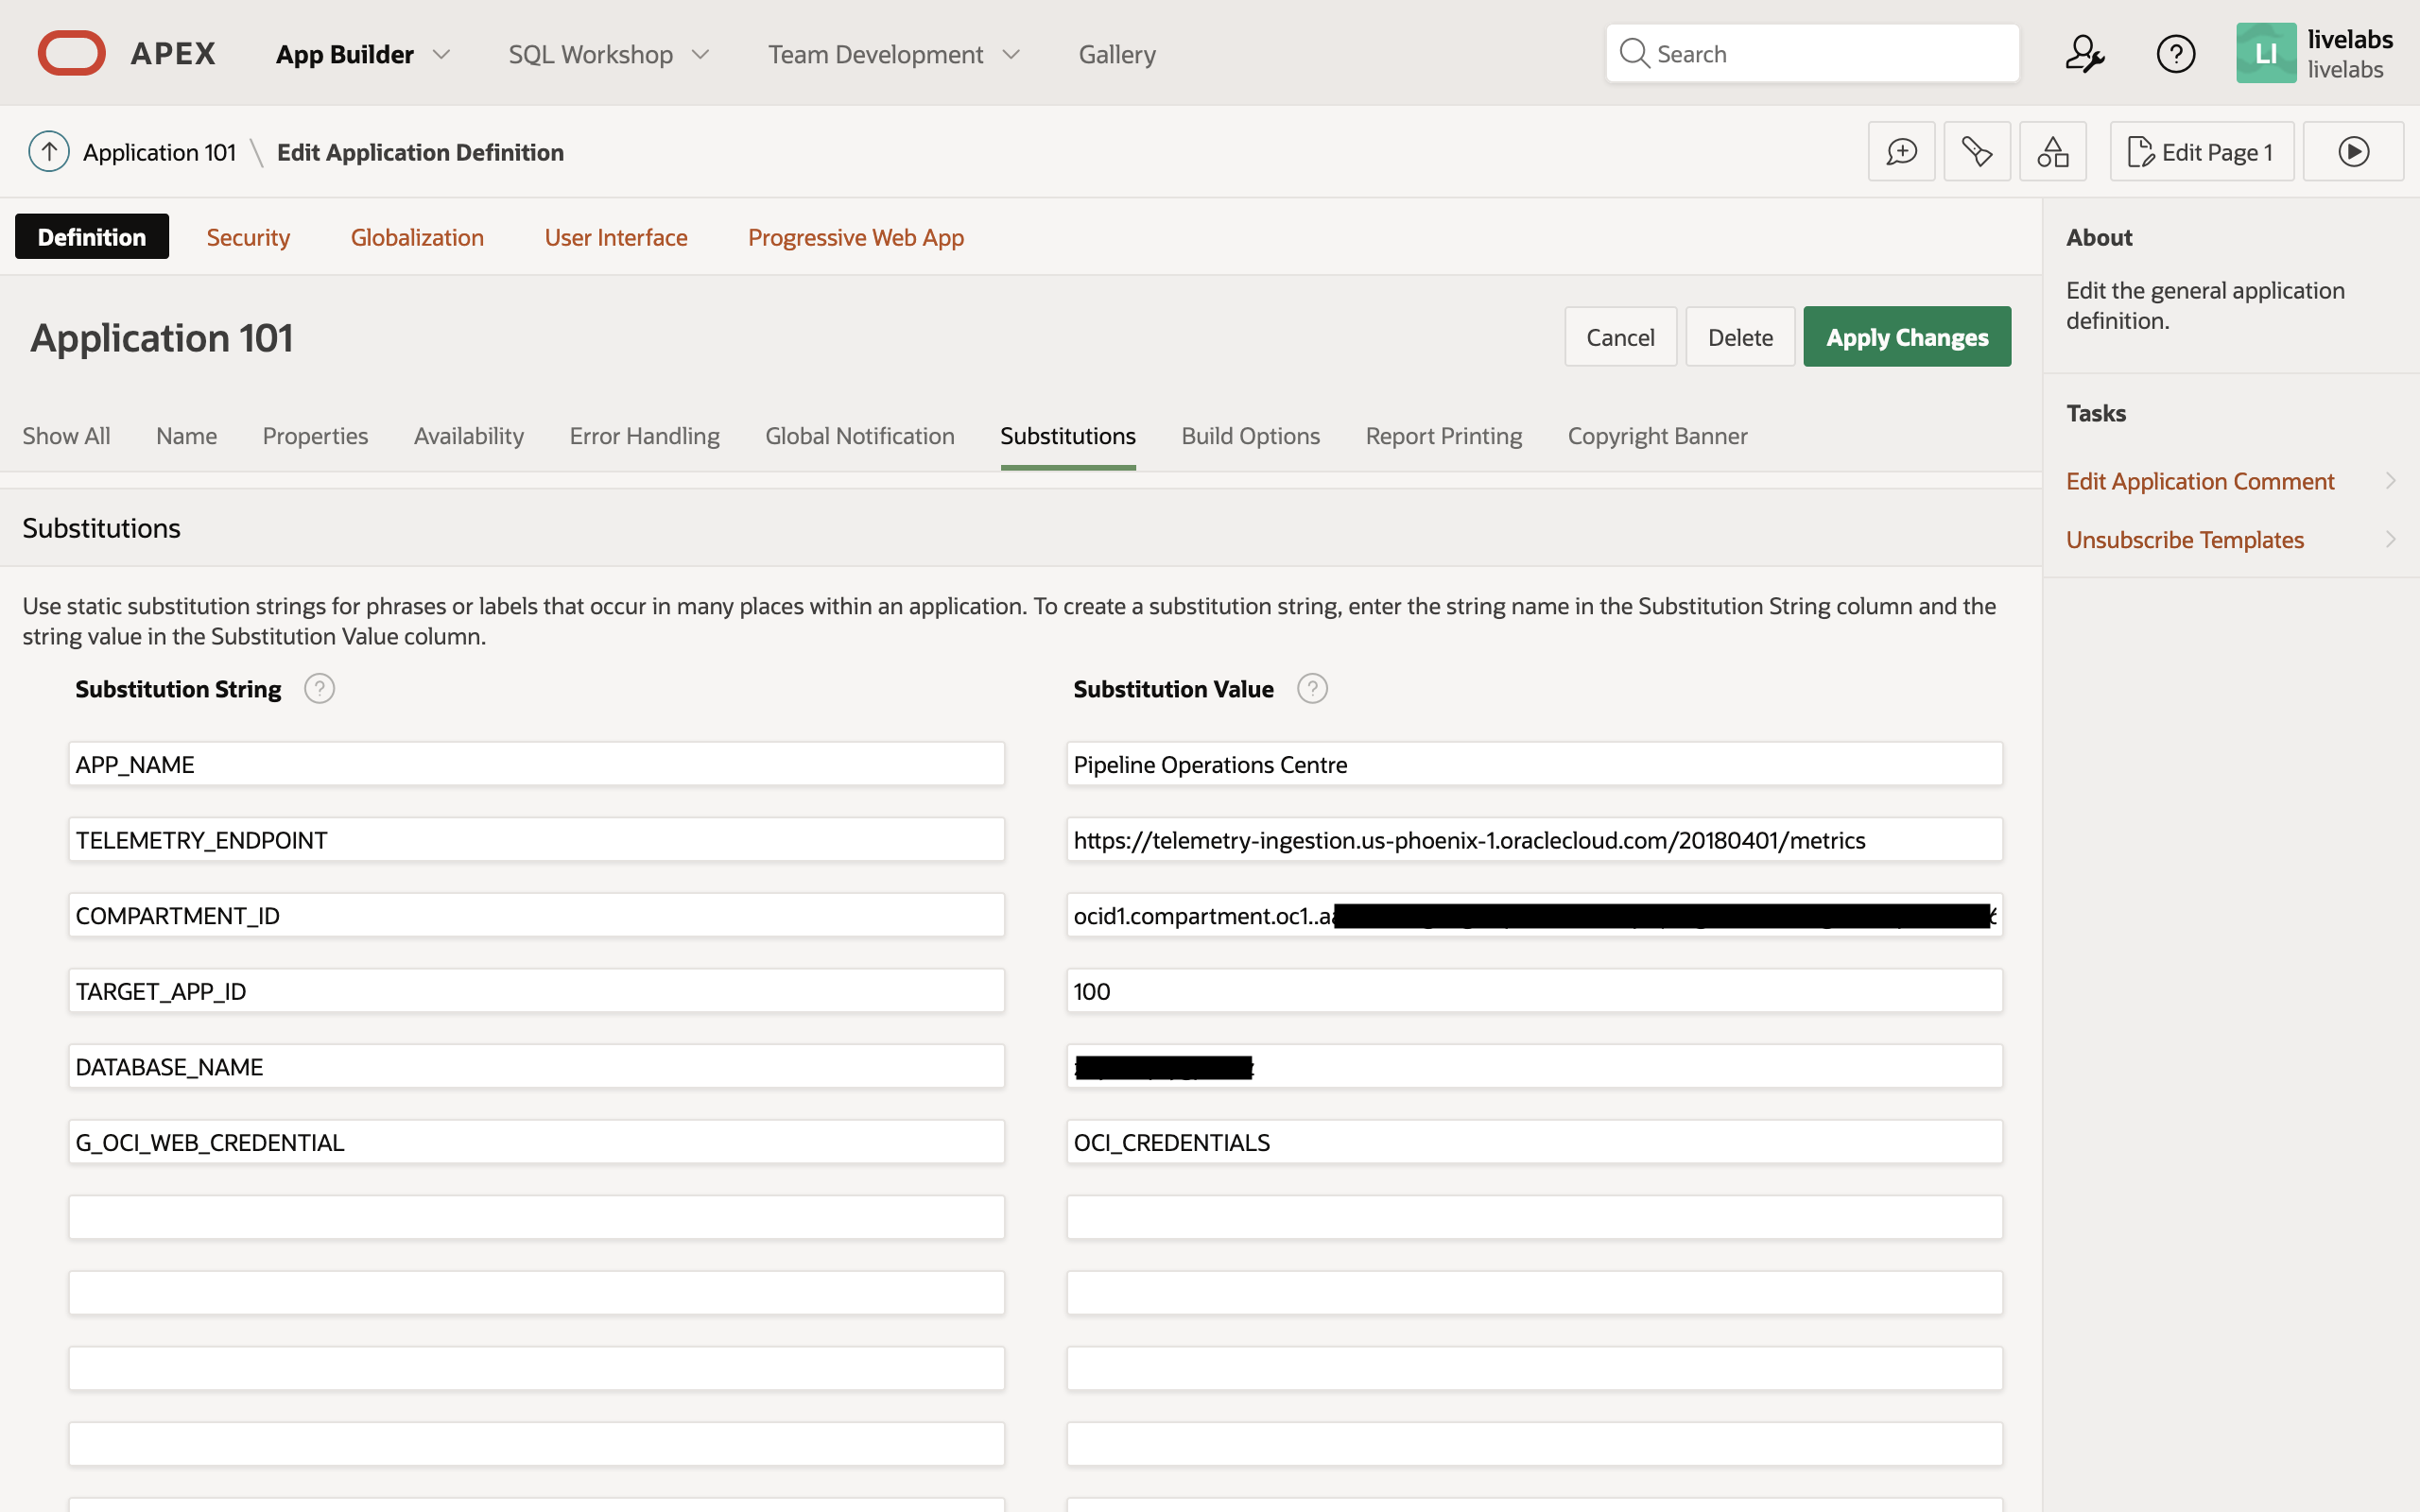 APEX
App Builder
SQL Workshop
Team Development
Gallery
Search
LI
livelabs
livelabs
Application 101
Edit Application Definition
Edit Page 1
Definition
Security
Globalization
User Interface
Progressive Web App
Application 101
Cancel
Delete
Apply Changes
Show All
Name
Properties
Availability
Error Handling
Global Notification
Substitutions
Build Options
Report Printing
Copyright Banner
Substitutions
Use static substitution strings for phrases or labels that occur in many places within an application. To create a substitution string, enter the string name in the Substitution String column and the
string value in the Substitution Value column.
Substitution String ?
Substitution Value ?
APP_NAME
Pipeline Operations Centre
TELEMETRY_ENDPOINT
https://telemetry-ingestion.us-phoenix-1.oraclecloud.com/20180401/metrics
COMPARTMENT_ID
ocid1.compartment.oc1..a
TARGET_APP_ID
100
DATABASE_NAME
G_OCI_WEB_CREDENTIAL
OCI_CREDENTIALS
About
Edit the general application
definition.
Tasks
Edit Application Comment
Unsubscribe Templates